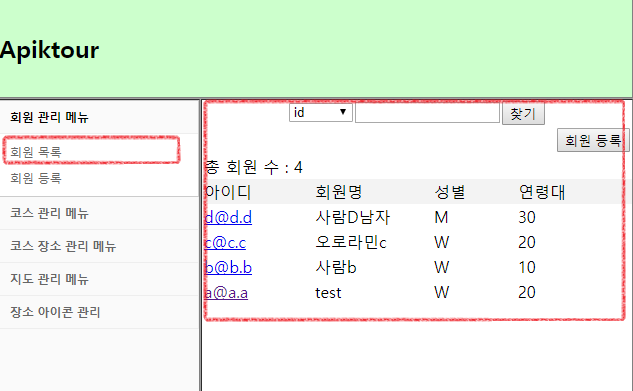 Apiktour
회원 관리 메뉴
회원 목록
회원 등록
코스 관리 메뉴
코스 장소 관리 메뉴
지도 관리 메뉴
장소 아이콘 관리
id 찾기
회원 등록
총 회원 수 : 4
아이디 회원명 성별 연령대
d@d.d 사람D남자 M 30
c@c.c 오로라민c W 20
b@b.b 사람b W 10
a@a.a test W 20